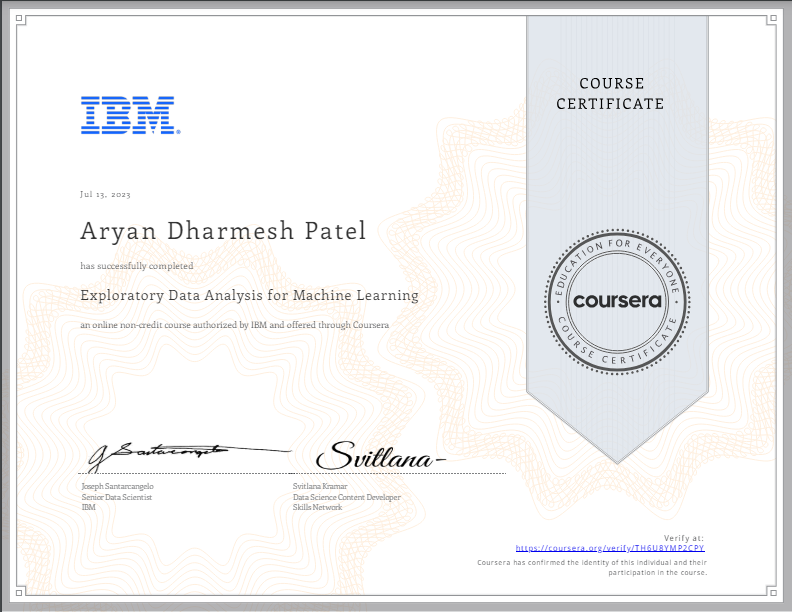 COURSE
CERTIFICATE
IBM®
Jul 13, 2023
Aryan Dharmesh Patel
has successfully completed
Exploratory Data Analysis for Machine Learning
an online non-credit course authorized by IBM and offered through Coursera
EDUCATION FOR EVERYONE
coursera
COURSE CERTIFICATE
J Santarcangelo
Svitlana
Joseph Santarcangelo
Senior Data Scientist
IBM
Svitlana Kramar
Data Science Content Developer
Skills Network
Verify at:
https://coursera.org/verify/TH6U8YMP2CPY
Coursera has confirmed the identity of this individual and their
participation in the course.